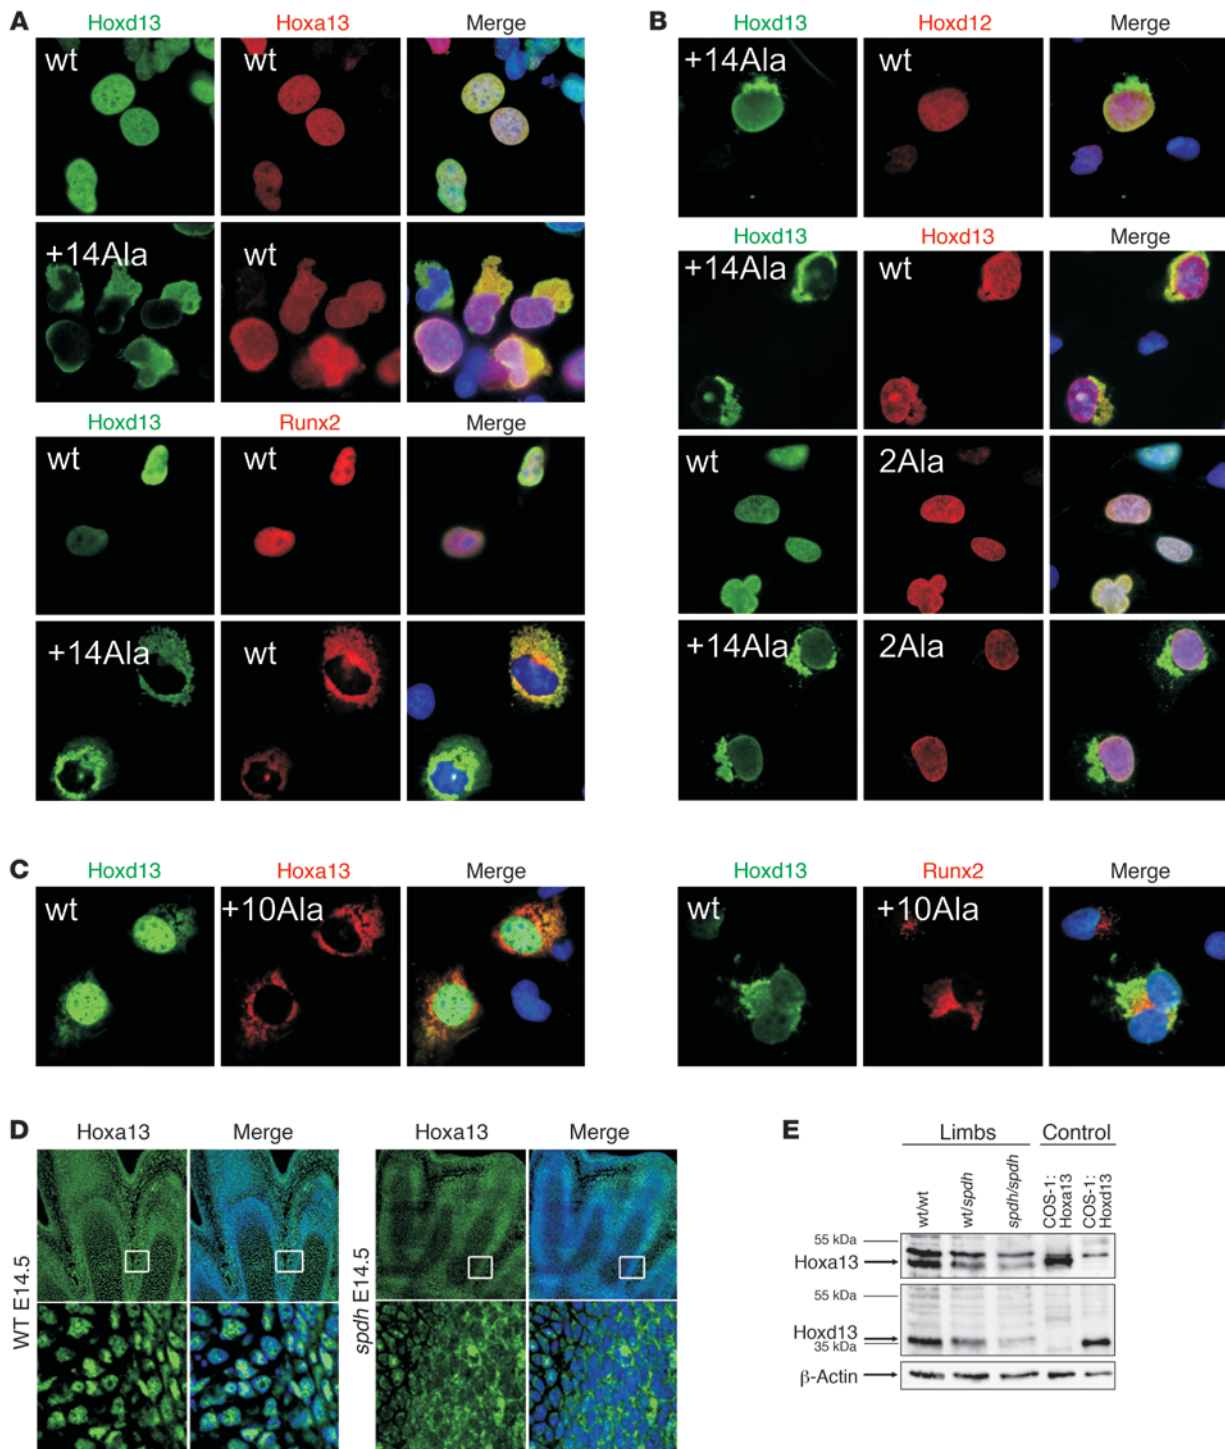 A
Hoxd13 Hoxa13 Merge
wt wt
+14Ala wt
Hoxd13 Runx2 Merge
wt wt
+14Ala wt
B
Hoxd13 Hoxd12 Merge
+14Ala wt
Hoxd13 Hoxd13 Merge
+14Ala wt
wt 2Ala
+14Ala 2Ala
C
Hoxd13 Hoxa13 Merge
wt +10Ala
Hoxd13 Runx2 Merge
wt +10Ala
D
Hoxa13 Merge
WT E14.5
Hoxa13 Merge
spdh E14.5
E
Limbs Control
wt/wt
wt/spdh
spdh/spdh
COS-1:
Hoxa13
COS-1:
Hoxd13
55 kDa
Hoxa13
55 kDa
Hoxd13
35 kDa
β-Actin